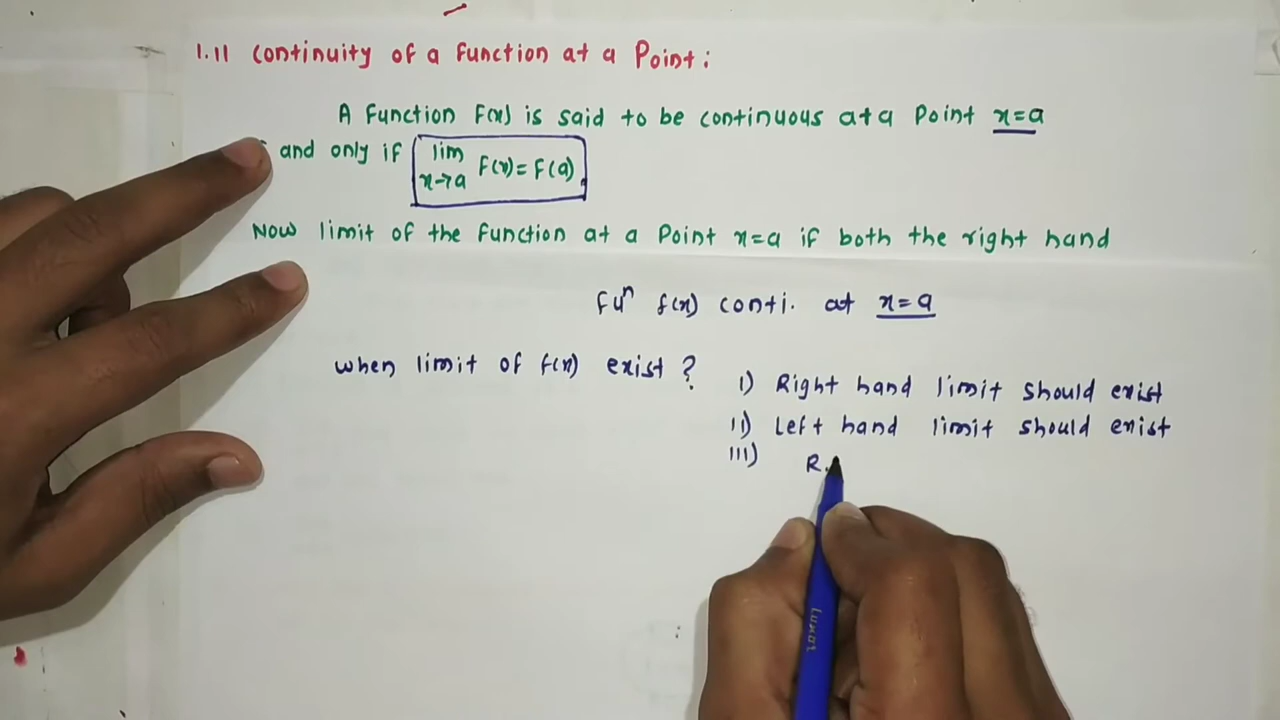 1.11 Continuity of a Function at a Point :
A Function F(x) is said to be continuous at a Point x=a
and only if lim x→a F(x) = F(a)
Now limit of the Function at a Point x=a if both the right hand
Fuⁿ f(x) conti. at x=a
when limit of f(x) exist ?
I) Right hand limit should exist
II) Left hand limit should exist
III) R.
Luxor